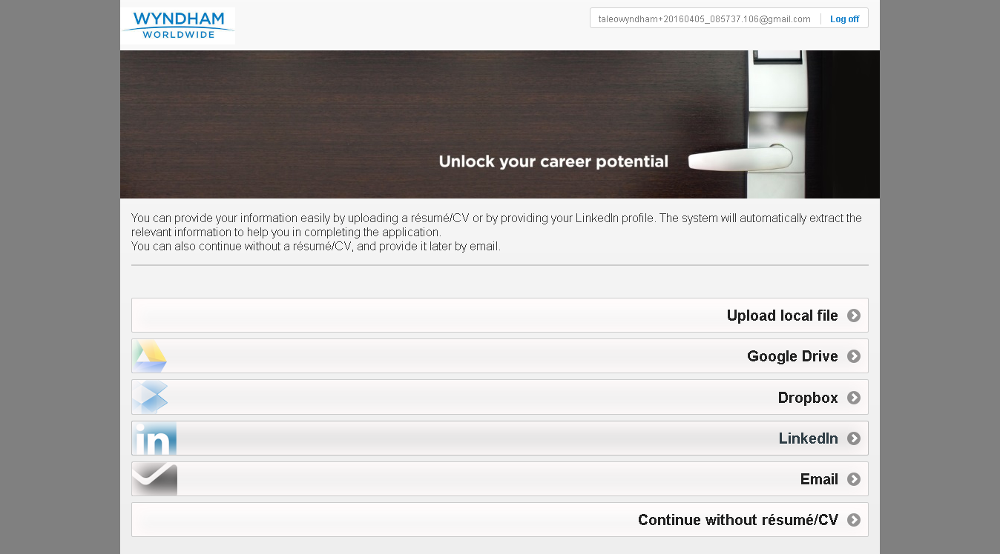 WYNDHAM
WORLDWIDE
taleowyndham+20160405_085737.106@gmail.com
Log off
Unlock your career potential
You can provide your information easily by uploading a résumé/CV or by providing your LinkedIn profile. The system will automatically extract the
relevant information to help you in completing the application.
You can also continue without a résumé/CV, and provide it later by email.
Upload local file
Google Drive
Dropbox
in
LinkedIn
Email
Continue without résumé/CV